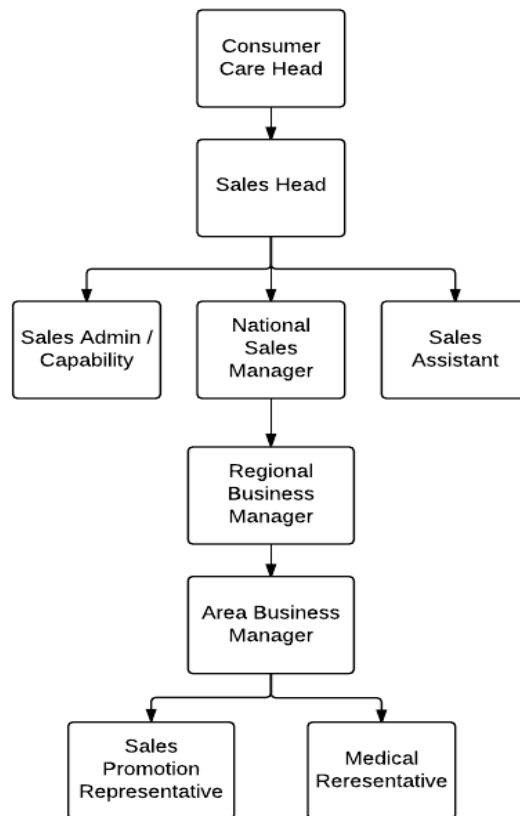 Consumer
Care Head
Sales Head
Sales Admin /
Capability
National
Sales
Manager
Sales
Assistant
Regional
Business
Manager
Area Business
Manager
Sales
Promotion
Representative
Medical
Reresentative